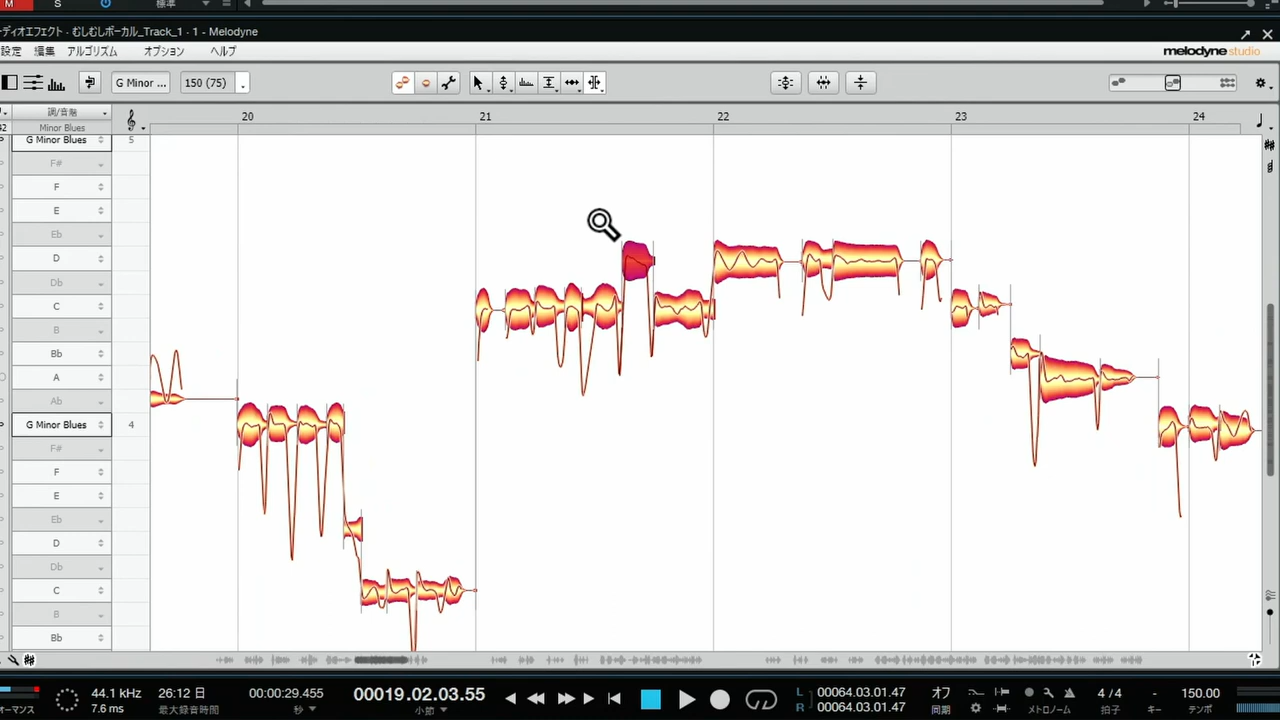 M S 標準
ーディオエフェクト - むしむしボーカル_Track_1 - 1 - Melodyne
設定 編集 アルゴリズム オプション ヘルプ melodyne studio
G Minor ... 150 (75)
調/音階 20 21 22 23 24
42 Minor Blues
G Minor Blues 5
F#
F
E
Eb
D
Db
C
B
Bb
A
Ab
G Minor Blues 4
F#
F
E
Eb
D
Db
C
B
Bb
44.1 kHz 26:12 日 00:00:29.455 00019.02.03.55 L 00064.03.01.47 オフ 4 / 4 - 150.00
ーマンス 7.6 ms 最大録音時間 秒 小節 R 00064.03.01.47 同期 メトロノーム 拍子 キー テンポ